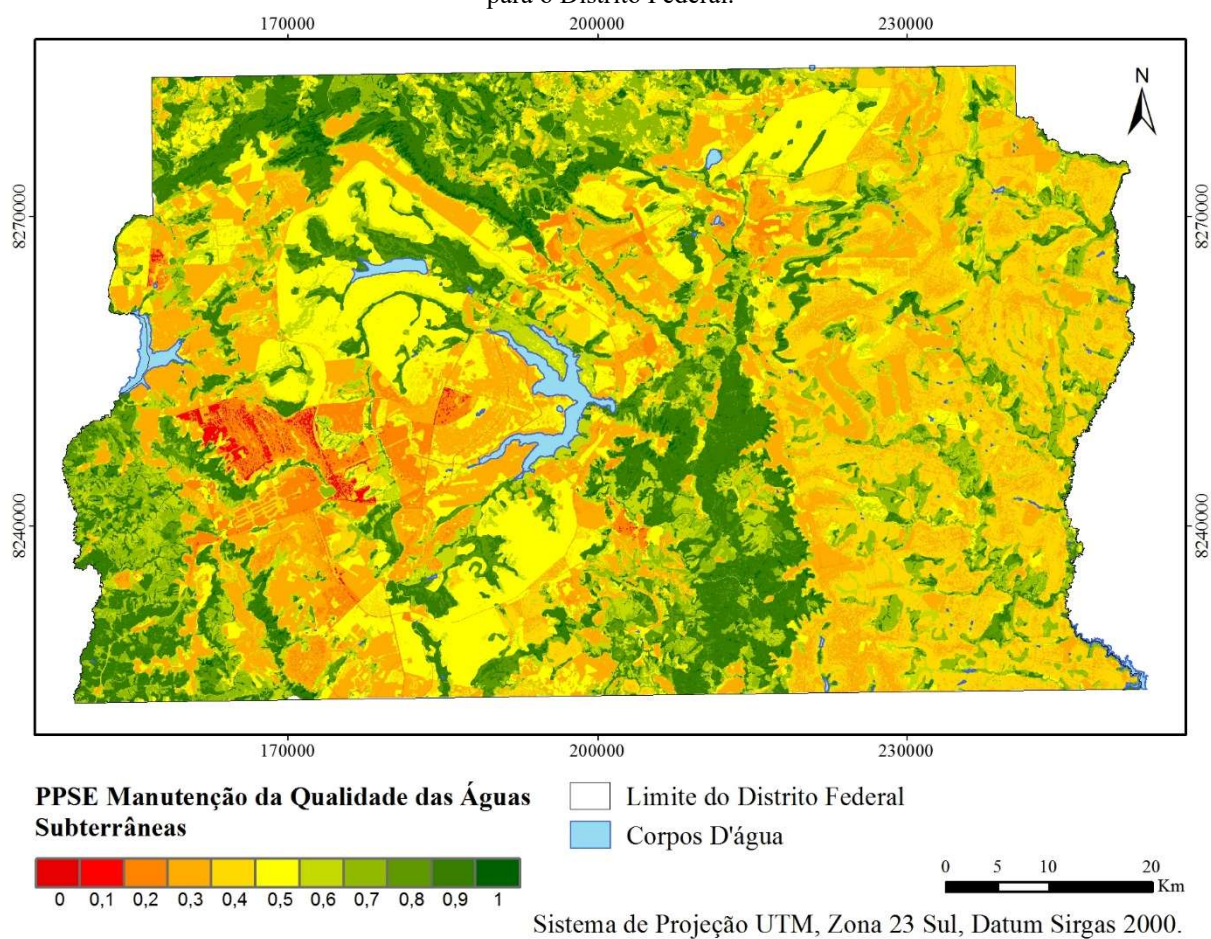 para o Distrito Federal.
170000 200000 230000
N
8270000 8270000
8240000 8240000
170000 200000 230000
PPSE Manutenção da Qualidade das Águas
Subterrâneas
0 0,1 0,2 0,3 0,4 0,5 0,6 0,7 0,8 0,9 1
Limite do Distrito Federal
Corpos D'água
0 5 10 20
Km
Sistema de Projeção UTM, Zona 23 Sul, Datum Sirgas 2000.